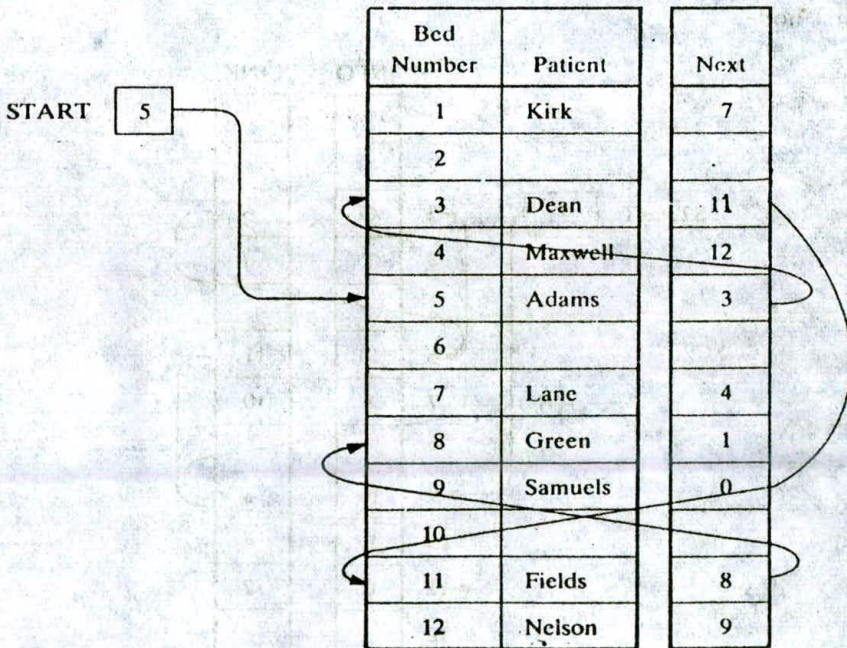 Bed
Number Patient Next
START 5
1 Kirk 7
2
3 Dean 11
4 Maxwell 12
5 Adams 3
6
7 Lane 4
8 Green 1
9 Samuels 0
10
11 Fields 8
12 Nelson 9